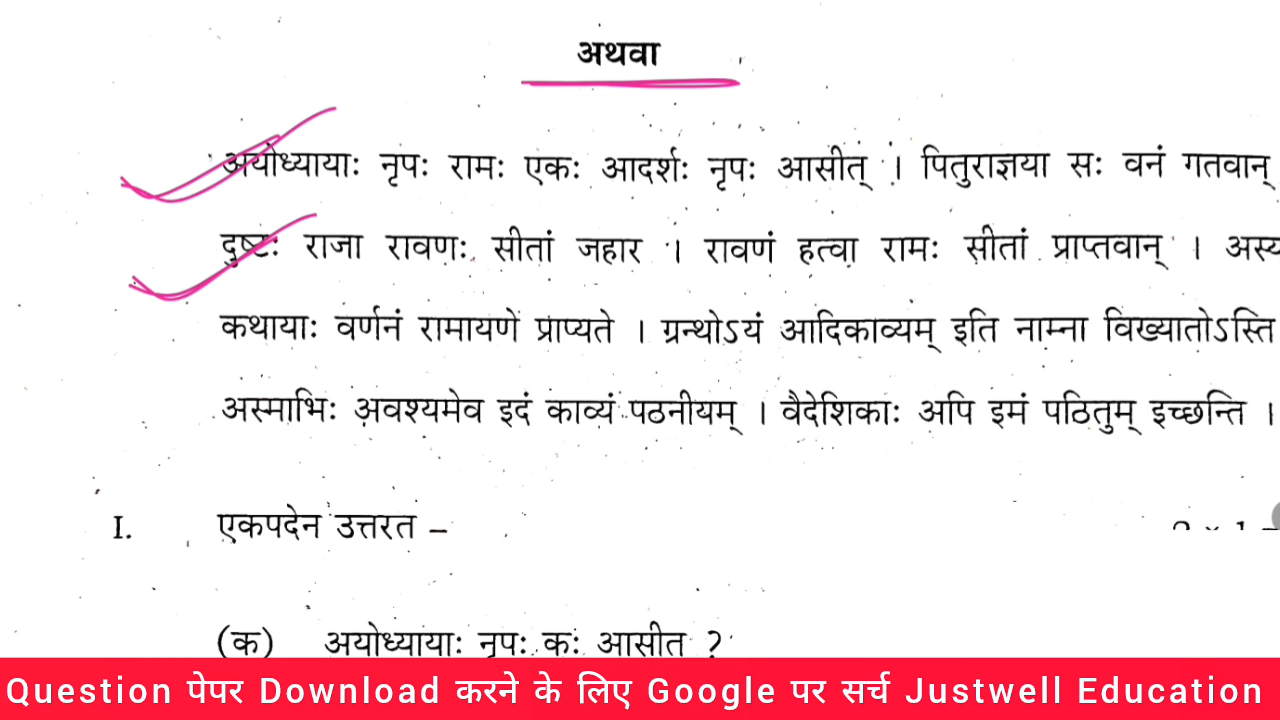 अथवा
अयोध्यायाः नृपः रामः एकः आदर्शः नृपः आसीत् । पितुराज्ञया सः वनं गतवान्
दुष्टः राजा रावणः सीतां जहार । रावणं हत्वा रामः सीतां प्राप्तवान् । अस्य
कथायाः वर्णनं रामायणे प्राप्यते । ग्रन्थोऽयं आदिकाव्यम् इति नाम्ना विख्यातोऽस्ति
अस्माभिः अवश्यमेव इदं काव्यं पठनीयम् । वैदेशिकाः अपि इमं पठितुम् इच्छन्ति ।
I. एकपदेन उत्तरत –
(क) अयोध्यायाः नृपः कः आसीत ?
Question पेपर Download करने के लिए Google पर सर्च Justwell Education